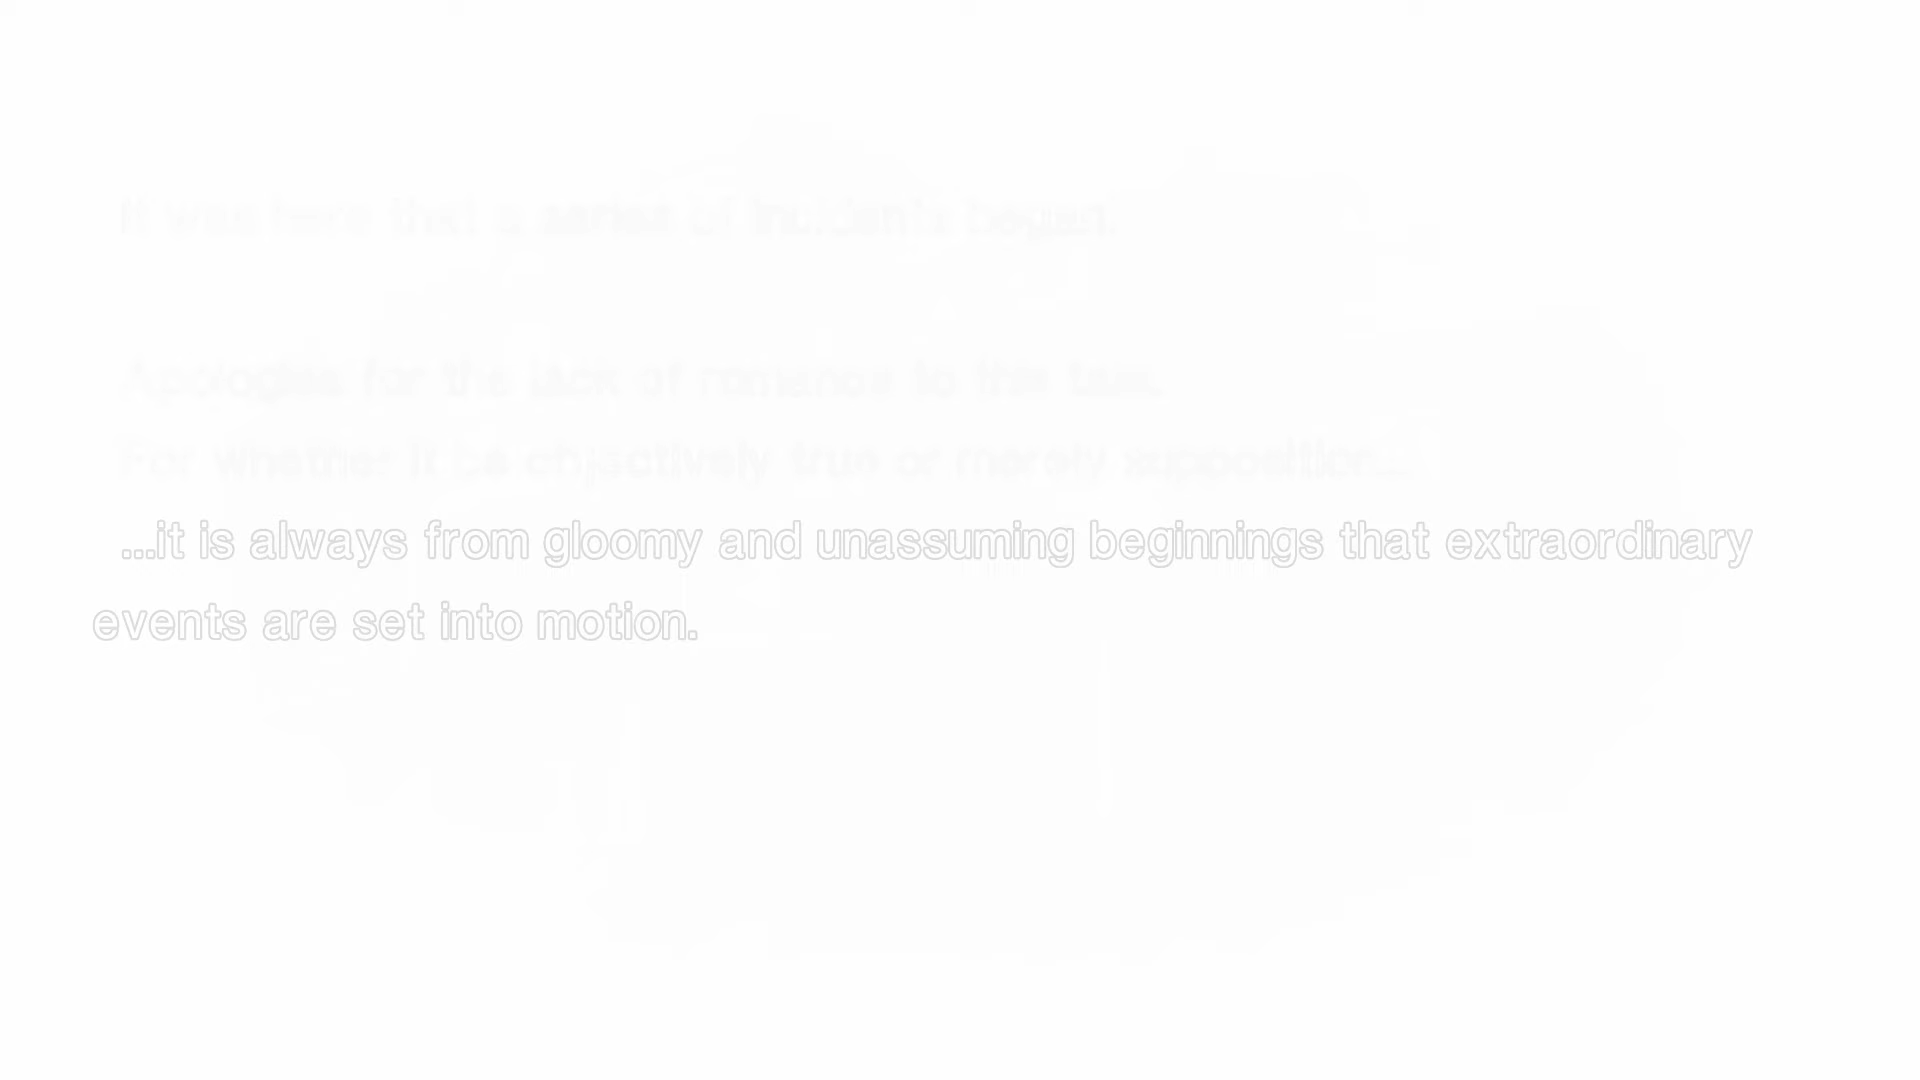 It was here that a series of incidents began.
Apologies for the lack of romance to this tale.
For whether it be objectively true or merely supposition...
...it is always from gloomy and unassuming beginnings that extraordinary
events are set into motion.